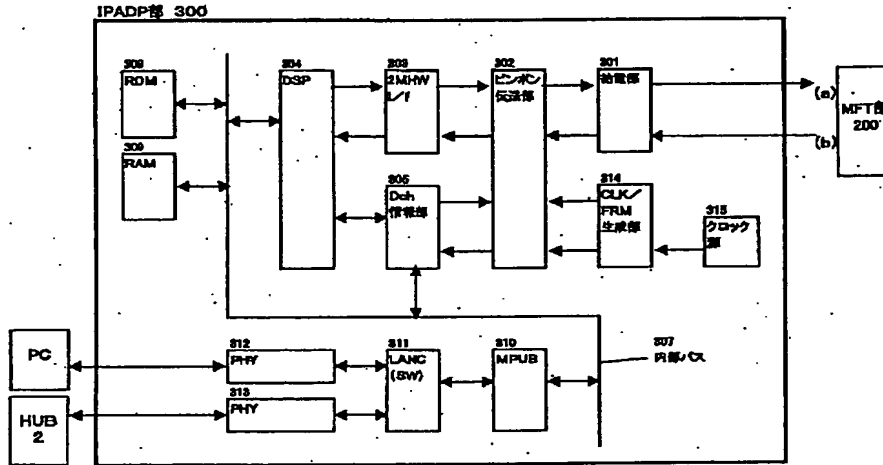 IPADP部 300
308
ROM
309
RAM
304
DSP
303
2MHW
I/f
302
ピンポン
伝送部
301
給電部
(a)
(b)
MFT部
200
305
Dch
情報部
314
CLK/
FRM
生成部
315
クロック
源
PC
HUB
2
312
PHY
313
PHY
311
LANC
(SW)
310
MPUB
307
内部バス